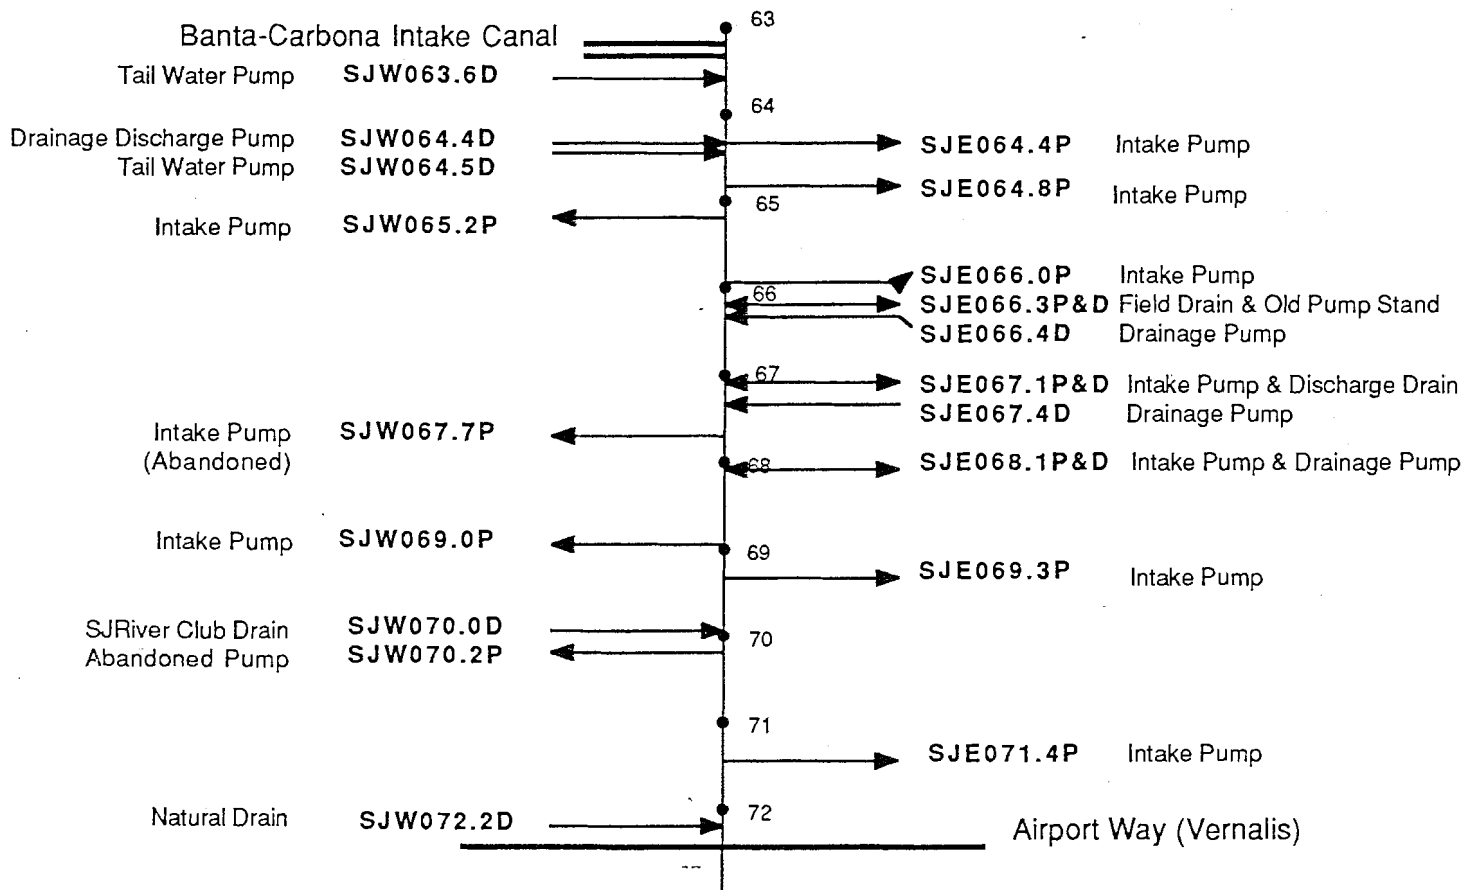 63
Banta-Carbona Intake Canal
Tail Water Pump SJW063.6D
64
Drainage Discharge Pump SJW064.4D SJE064.4P Intake Pump
Tail Water Pump SJW064.5D
SJE064.8P Intake Pump
65
Intake Pump SJW065.2P
SJE066.0P Intake Pump
66 SJE066.3P&D Field Drain & Old Pump Stand
SJE066.4D Drainage Pump
67 SJE067.1P&D Intake Pump & Discharge Drain
SJE067.4D Drainage Pump
Intake Pump SJW067.7P
(Abandoned)
68 SJE068.1P&D Intake Pump & Drainage Pump
Intake Pump SJW069.0P
69
SJE069.3P Intake Pump
SJRiver Club Drain SJW070.0D
70
Abandoned Pump SJW070.2P
71
SJE071.4P Intake Pump
72
Natural Drain SJW072.2D
Airport Way (Vernalis)